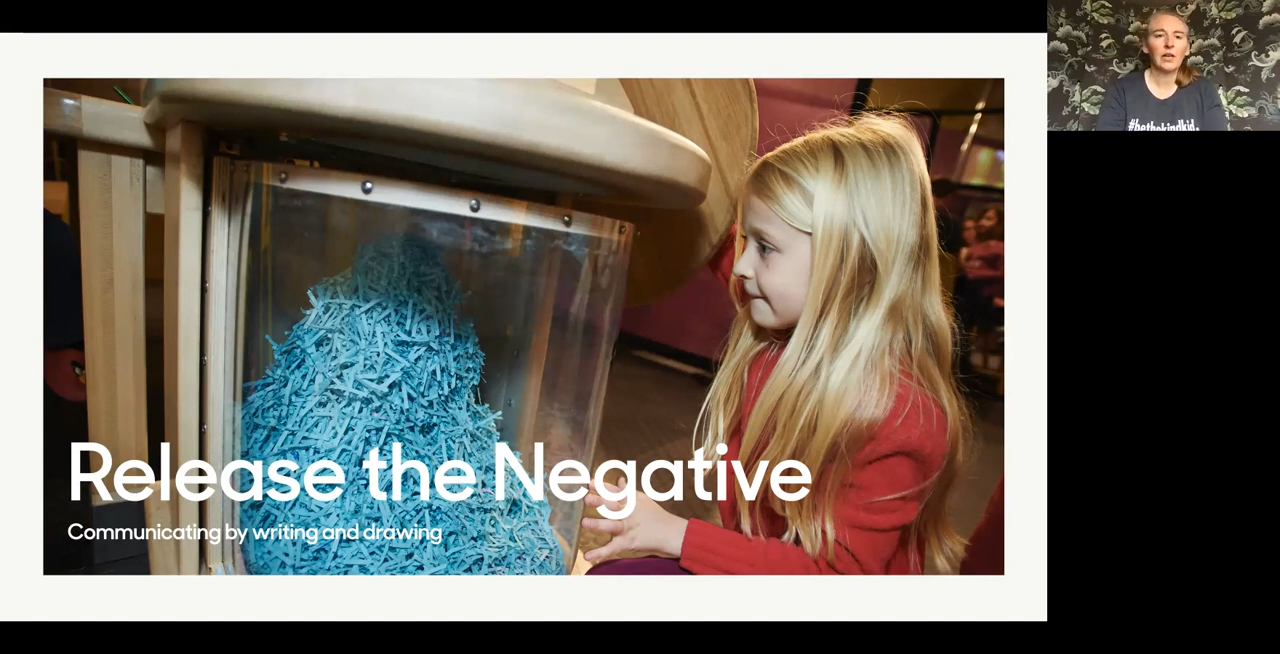 Release the Negative
Communicating by writing and drawing
#bethekindkid.